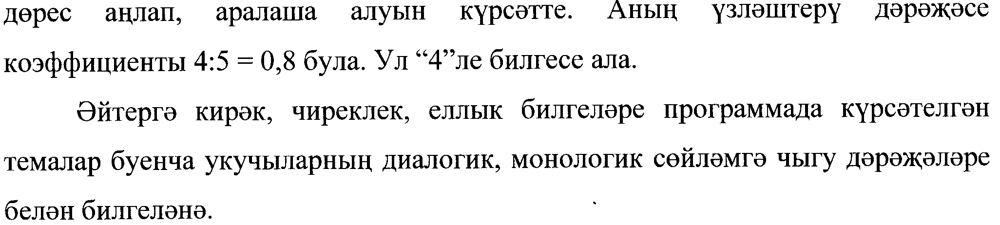 дөрес аңлап, аралаша алуын күрсәтте. Аның үзләштерү дәрәҗәсе
коэффициенты 4:5 = 0,8 була. Ул “4”ле билгесе ала.
Әйтергә кирәк, чиреклек, еллык билгеләре программада күрсәтелгән
темалар буенча укучыларның диалогик, монологик сөйләмгә чыгу дәрәҗәләре
белән билгеләнә.